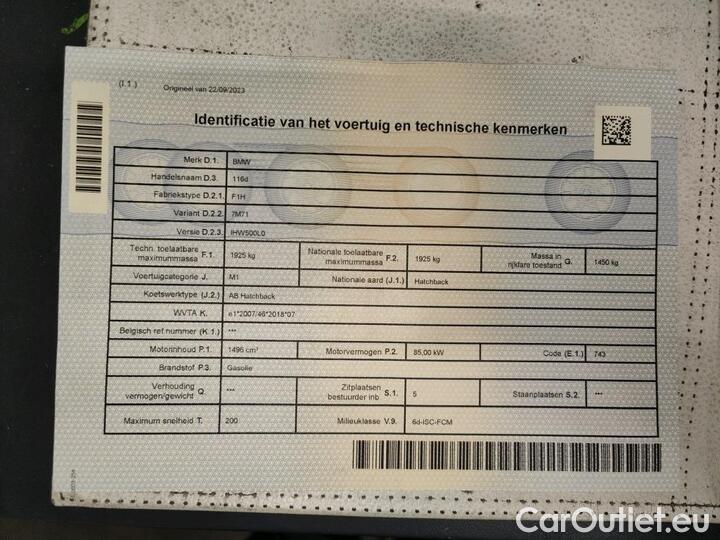 (I.1.) Origineel van 22/09/2023
Identificatie van het voertuig en technische kenmerken
Merk D.1. BMW
Handelsnaam D.3. 116d
Fabriekstype D.2.1. F1H
Variant D.2.2. 7M71
Versie D.2.3. IHW500L0
Techn. toelaatbare maximummassa F.1. 1925 kg Nationale toelaatbare maximummassa F.2. 1925 kg Massa in rijklare toestand G. 1450 kg
Voertuigcategorie J. M1 Nationale aard (J.1.) Hatchback
Koetswerktype (J.2.) AB Hatchback
WVTA K. e1*2007/46*2018*07
Belgisch ref nummer (K.1.) ***
Motorinhoud P.1. 1496 cm³ Motorvermogen P.2. 85,00 kW Code (E.1.) 743
Brandstof P.3. Gasolie
Verhouding vermogen/gewicht Q. *** Zitplaatsen bestuurder inb. S.1. 5 Staanplaatsen S.2. ***
Maximum snelheid T. 200 Milieuklasse V.9. 6d-ISC-FCM
CarOutlet.eu